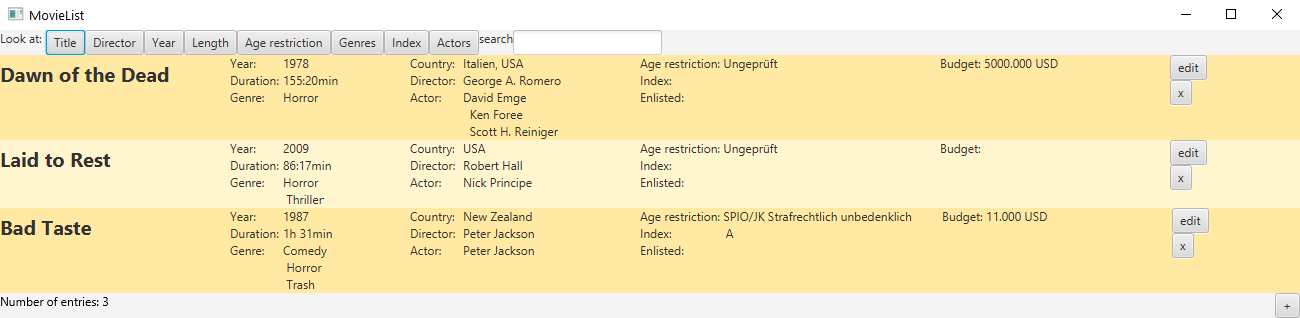 MovieList
Look at: Title Director Year Length Age restriction Genres Index Actors search
Dawn of the Dead
Year: 1978
Duration: 155:20min
Genre: Horror
Country: Italien, USA
Director: George A. Romero
Actor: David Emge
Ken Foree
Scott H. Reiniger
Age restriction: Ungeprüft
Index:
Enlisted:
Budget: 5000.000 USD
edit
x
Laid to Rest
Year: 2009
Duration: 86:17min
Genre: Horror
Thriller
Country: USA
Director: Robert Hall
Actor: Nick Principe
Age restriction: Ungeprüft
Index:
Enlisted:
Budget:
edit
x
Bad Taste
Year: 1987
Duration: 1h 31min
Genre: Comedy
Horror
Trash
Country: New Zealand
Director: Peter Jackson
Actor: Peter Jackson
Age restriction: SPIO/JK Strafrechtlich unbedenklich
Index: A
Enlisted:
Budget: 11.000 USD
edit
x
Number of entries: 3
+